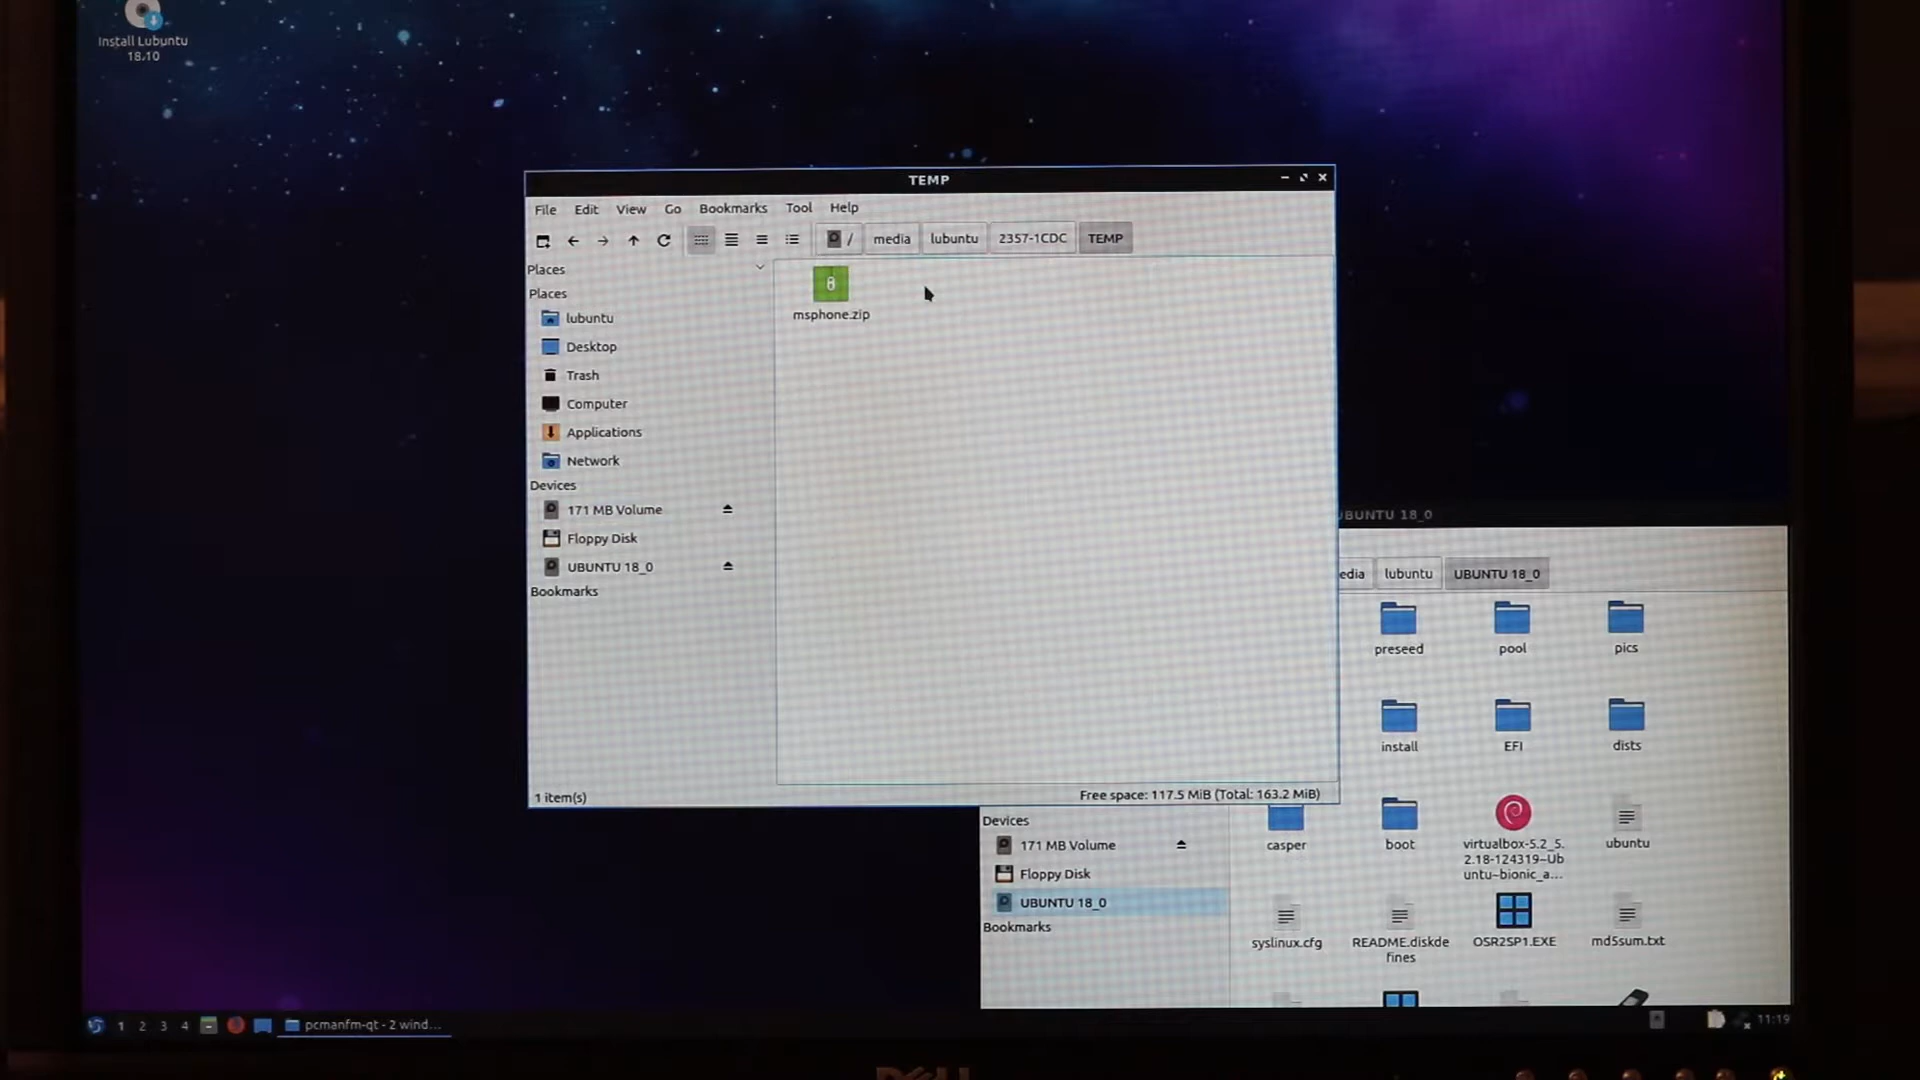 Install Lubuntu
18.10
TEMP
File Edit View Go Bookmarks Tool Help
/ media lubuntu 2357-1CDC TEMP
Places
Places
lubuntu
Desktop
Trash
Computer
Applications
Network
Devices
171 MB Volume
Floppy Disk
UBUNTU 18_0
Bookmarks
msphone.zip
1 item(s)
Free space: 117.5 MiB (Total: 163.2 MiB)
UBUNTU 18_0
edia lubuntu UBUNTU 18_0
preseed
pool
pics
install
EFI
dists
casper
boot
virtualbox-5.2_5.
2.18-124319~Ub
untu~bionic_a...
ubuntu
syslinux.cfg
README.diskde
fines
OSR2SP1.EXE
md5sum.txt
Devices
171 MB Volume
Floppy Disk
UBUNTU 18_0
Bookmarks
1 2 3 4 pcmanfm-qt - 2 wind...
11:19
DELL